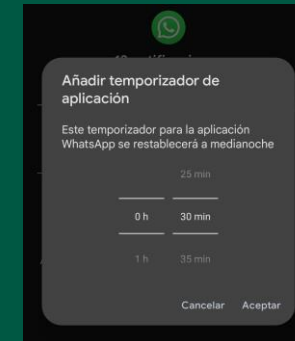 Añadir temporizador de
aplicación
Este temporizador para la aplicación
WhatsApp se restablecerá a medianoche
25 min
0 h 30 min
1 h 35 min
Cancelar Aceptar